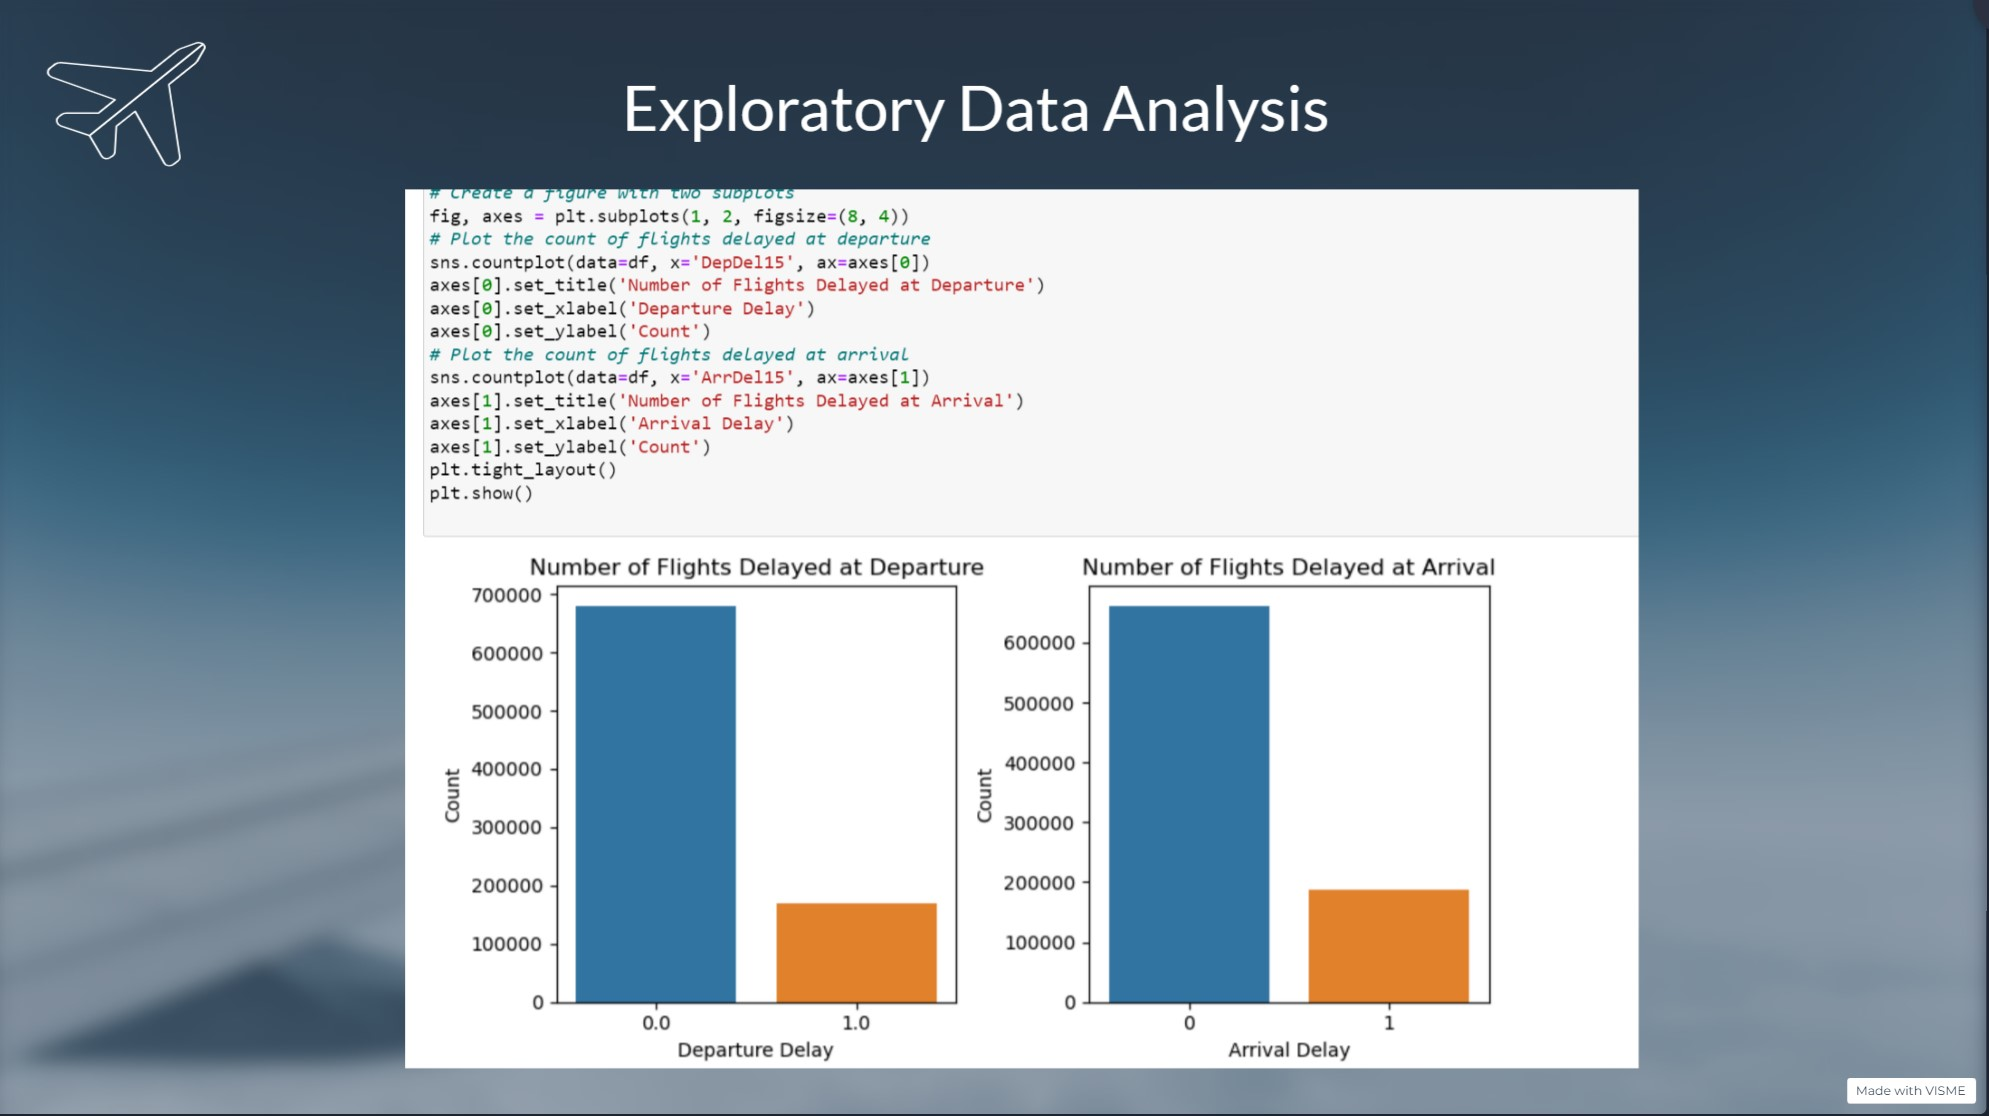 Exploratory Data Analysis
# Create a figure with two subplots
fig, axes = plt.subplots(1, 2, figsize=(8, 4))
# Plot the count of flights delayed at departure
sns.countplot(data=df, x='DepDel15', ax=axes[0])
axes[0].set_title('Number of Flights Delayed at Departure')
axes[0].set_xlabel('Departure Delay')
axes[0].set_ylabel('Count')
# Plot the count of flights delayed at arrival
sns.countplot(data=df, x='ArrDel15', ax=axes[1])
axes[1].set_title('Number of Flights Delayed at Arrival')
axes[1].set_xlabel('Arrival Delay')
axes[1].set_ylabel('Count')
plt.tight_layout()
plt.show()
Number of Flights Delayed at Departure
700000
600000
500000
400000
300000
200000
100000
0
Count
0.0 1.0
Departure Delay
Number of Flights Delayed at Arrival
600000
500000
400000
300000
200000
100000
0
Count
0 1
Arrival Delay
Made with VISME